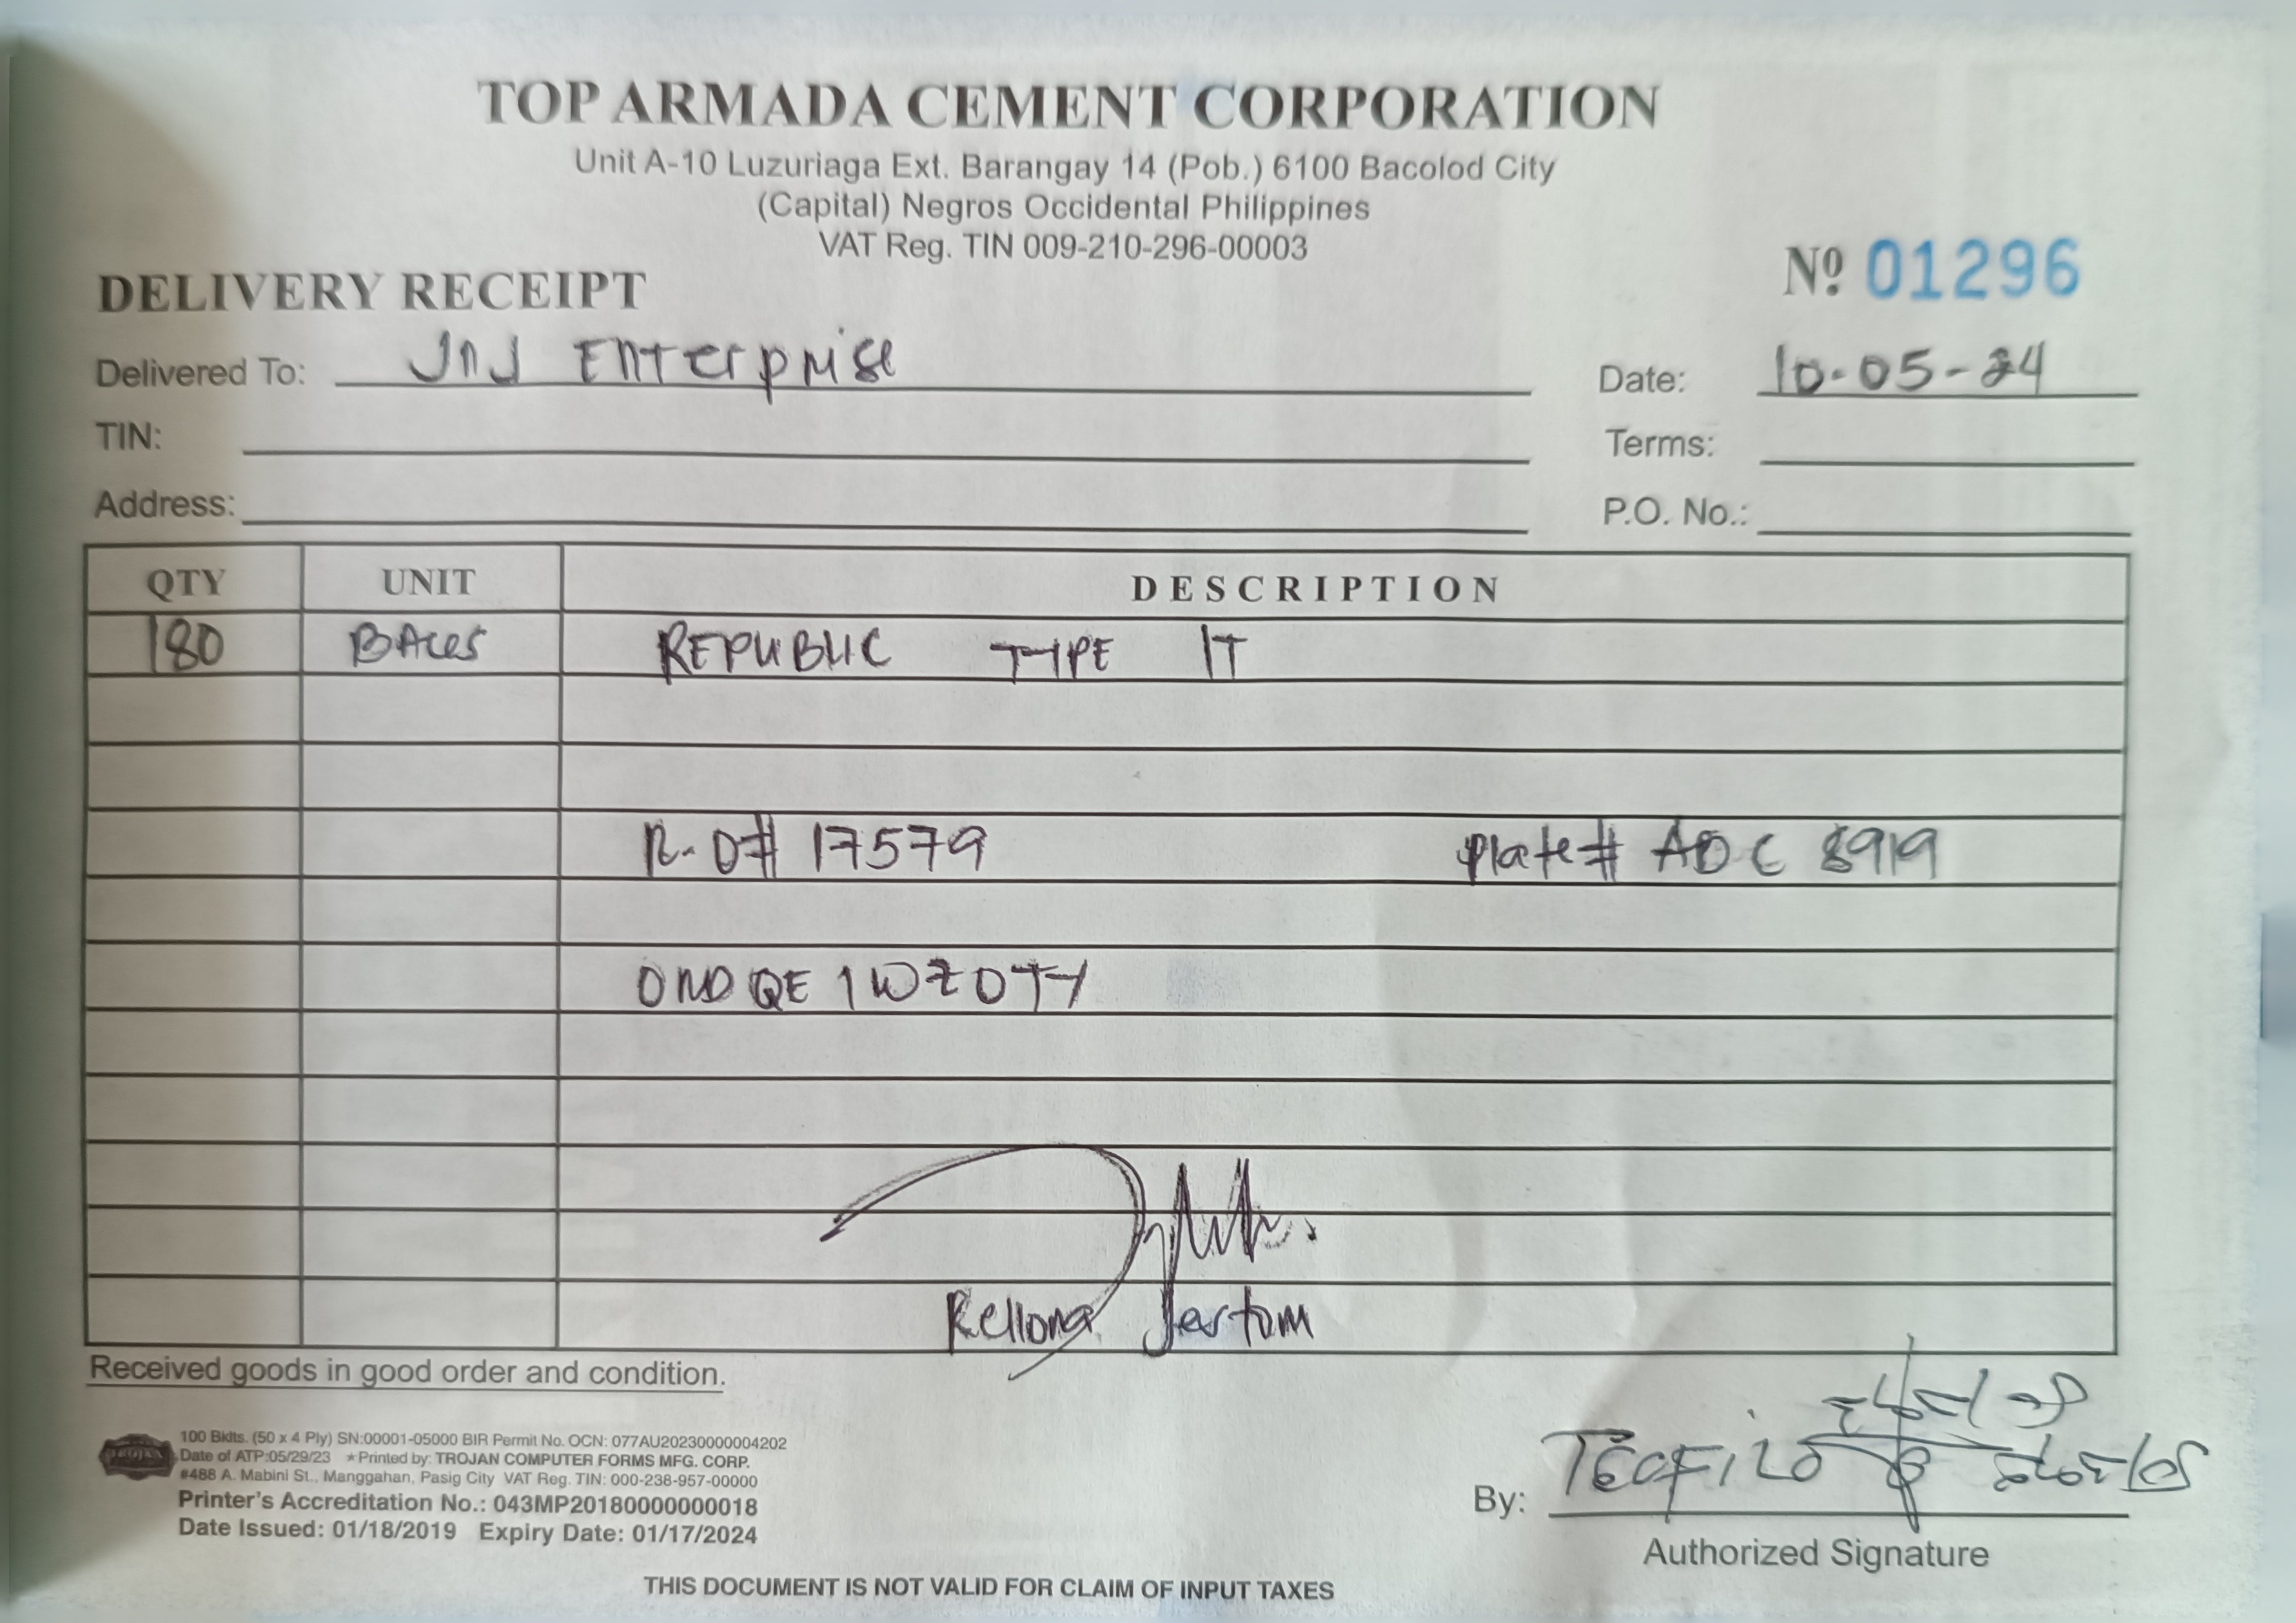 TOP ARMADA CEMENT CORPORATION
Unit A-10 Luzuriaga Ext. Barangay 14 (Pob.) 6100 Bacolod City
(Capital) Negros Occidental Philippines
VAT Reg. TIN 009-210-296-00003
DELIVERY RECEIPT
Nº 01296
Delivered To: JNJ Enterprise
Date: 10-05-24
TIN:
Terms:
Address:
P.O. No.:
QTY UNIT DESCRIPTION
180 REPUBLIC TYPE 1T
R.O# 17579 Plate# ADC 8919
OND QE 1WZ0TY
Rellona Jestom
Received goods in good order and condition.
TROJAN
100 Bklts. (50 x 4 Ply) SN:00001-05000 BIR Permit No. OCN: 077AU20230000004202
Date of ATP:05/29/23 ★Printed by: TROJAN COMPUTER FORMS MFG. CORP.
#488 A. Mabini St., Manggahan, Pasig City VAT Reg. TIN: 000-238-957-00000
Printer's Accreditation No.: 043MP20180000000018
Date Issued: 01/18/2019 Expiry Date: 01/17/2024
By: TEOFILO
Authorized Signature
THIS DOCUMENT IS NOT VALID FOR CLAIM OF INPUT TAXES